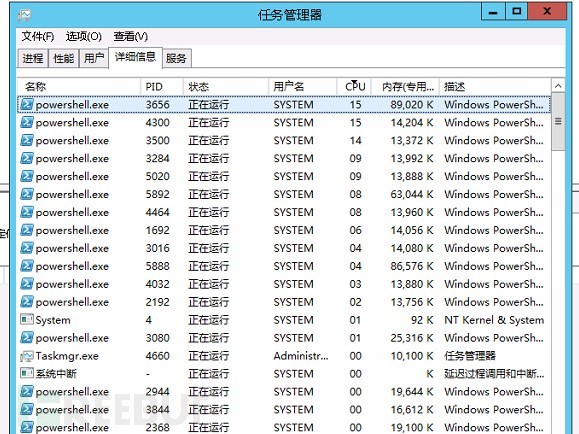 任务管理器
文件(F) 选项(O) 查看(V)
进程 性能 用户 详细信息 服务
名称 PID 状态 用户名 CPU 内存(专用... 描述
powershell.exe 3656 正在运行 SYSTEM 15 89,020 K Windows PowerSh...
powershell.exe 4300 正在运行 SYSTEM 15 14,204 K Windows PowerSh...
powershell.exe 3500 正在运行 SYSTEM 14 13,372 K Windows PowerSh...
powershell.exe 3284 正在运行 SYSTEM 09 13,992 K Windows PowerSh...
powershell.exe 5020 正在运行 SYSTEM 09 13,888 K Windows PowerSh...
powershell.exe 5892 正在运行 SYSTEM 08 63,044 K Windows PowerSh...
powershell.exe 4464 正在运行 SYSTEM 08 13,960 K Windows PowerSh...
powershell.exe 1692 正在运行 SYSTEM 06 14,056 K Windows PowerSh...
powershell.exe 3016 正在运行 SYSTEM 04 14,080 K Windows PowerSh...
powershell.exe 5888 正在运行 SYSTEM 04 86,576 K Windows PowerSh...
powershell.exe 4032 正在运行 SYSTEM 03 13,880 K Windows PowerSh...
powershell.exe 2192 正在运行 SYSTEM 02 13,756 K Windows PowerSh...
System 4 正在运行 SYSTEM 01 92 K NT Kernel & System
powershell.exe 3080 正在运行 SYSTEM 01 25,316 K Windows PowerSh...
Taskmgr.exe 4660 正在运行 Administr... 00 10,100 K 任务管理器
系统中断 - 正在运行 SYSTEM 00 K 延迟过程调用和中断...
powershell.exe 2944 正在运行 SYSTEM 00 19,644 K Windows PowerSh...
powershell.exe 3844 正在运行 SYSTEM 00 16,612 K Windows PowerSh...
powershell.exe 2368 正在运行 SYSTEM 00 19,100 K Windows PowerSh...
REEBUF